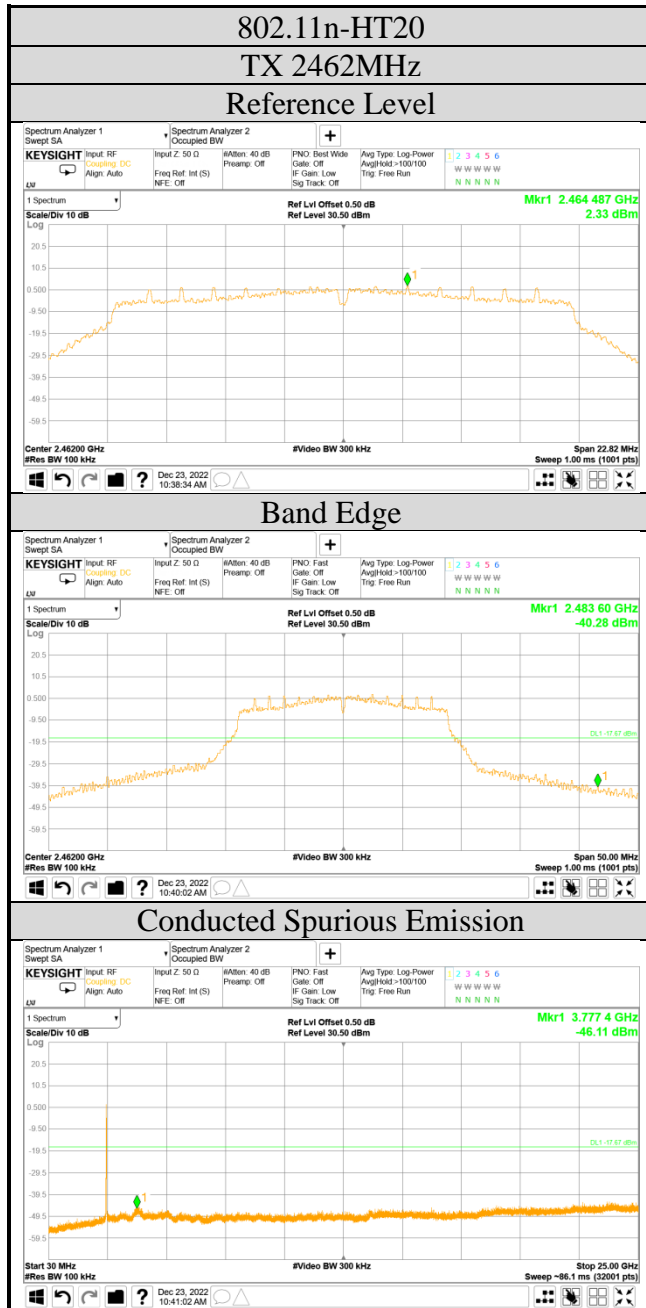 802.11n-HT20
TX 2462MHz
Reference Level
Spectrum Analyzer 1
Swept SA
Spectrum Analyzer 2
Occupied BW
KEYSIGHT
Input: RF
Coupling: DC
Align: Auto
Input Z: 50 Ω
Freq Ref: Int (S)
NFE: Off
#Atten: 40 dB
Preamp: Off
PNO: Best Wide
Gate: Off
IF Gain: Low
Sig Track: Off
Avg Type: Log-Power
Avg|Hold:>100/100
Trig: Free Run
1 2 3 4 5 6
W W W W W
N N N N N
LXI
1 Spectrum
Scale/Div 10 dB
Log
Ref Lvl Offset 0.50 dB
Ref Level 30.50 dBm
Mkr1 2.464 487 GHz
2.33 dBm
20.5
10.5
0.500
-9.50
-19.5
-29.5
-39.5
-49.5
-59.5
1
Center 2.46200 GHz
#Res BW 100 kHz
#Video BW 300 kHz
Span 22.82 MHz
Sweep 1.00 ms (1001 pts)
?
Dec 23, 2022
10:38:34 AM
Band Edge
Spectrum Analyzer 1
Swept SA
Spectrum Analyzer 2
Occupied BW
KEYSIGHT
Input: RF
Coupling: DC
Align: Auto
Input Z: 50 Ω
Freq Ref: Int (S)
NFE: Off
#Atten: 40 dB
Preamp: Off
PNO: Fast
Gate: Off
IF Gain: Low
Sig Track: Off
Avg Type: Log-Power
Avg|Hold:>100/100
Trig: Free Run
1 2 3 4 5 6
W W W W W
N N N N N
LXI
1 Spectrum
Scale/Div 10 dB
Log
Ref Lvl Offset 0.50 dB
Ref Level 30.50 dBm
Mkr1 2.483 60 GHz
-40.28 dBm
20.5
10.5
0.500
-9.50
-19.5
-29.5
-39.5
-49.5
-59.5
DL1 -17.67 dBm
1
Center 2.46200 GHz
#Res BW 100 kHz
#Video BW 300 kHz
Span 50.00 MHz
Sweep 1.00 ms (1001 pts)
?
Dec 23, 2022
10:40:02 AM
Conducted Spurious Emission
Spectrum Analyzer 1
Swept SA
Spectrum Analyzer 2
Occupied BW
KEYSIGHT
Input: RF
Coupling: DC
Align: Auto
Input Z: 50 Ω
Freq Ref: Int (S)
NFE: Off
#Atten: 40 dB
Preamp: Off
PNO: Fast
Gate: Off
IF Gain: Low
Sig Track: Off
Avg Type: Log-Power
Avg|Hold:>100/100
Trig: Free Run
1 2 3 4 5 6
W W W W W
N N N N N
LXI
1 Spectrum
Scale/Div 10 dB
Log
Ref Lvl Offset 0.50 dB
Ref Level 30.50 dBm
Mkr1 3.777 4 GHz
-46.11 dBm
20.5
10.5
0.500
-9.50
-19.5
-29.5
-39.5
-49.5
-59.5
DL1 -17.67 dBm
1
Start 30 MHz
#Res BW 100 kHz
#Video BW 300 kHz
Stop 25.00 GHz
Sweep ~86.1 ms (32001 pts)
?
Dec 23, 2022
10:41:02 AM